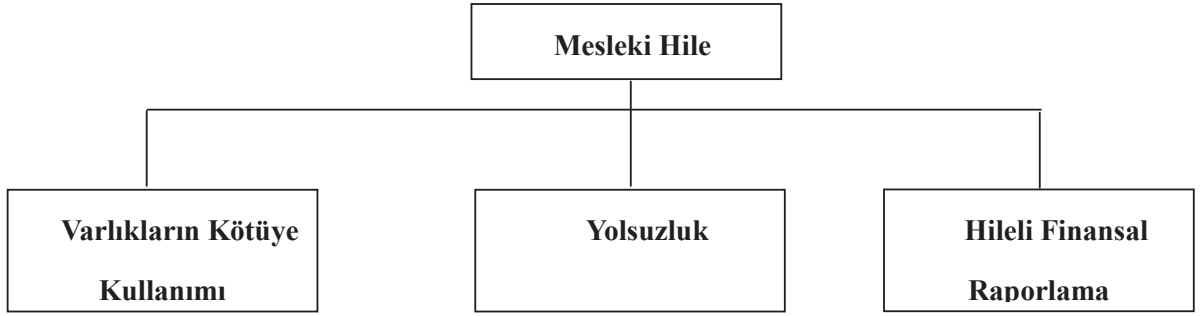 Mesleki Hile
Varlıkların Kötüye
Kullanımı
Yolsuzluk
Hileli Finansal
Raporlama